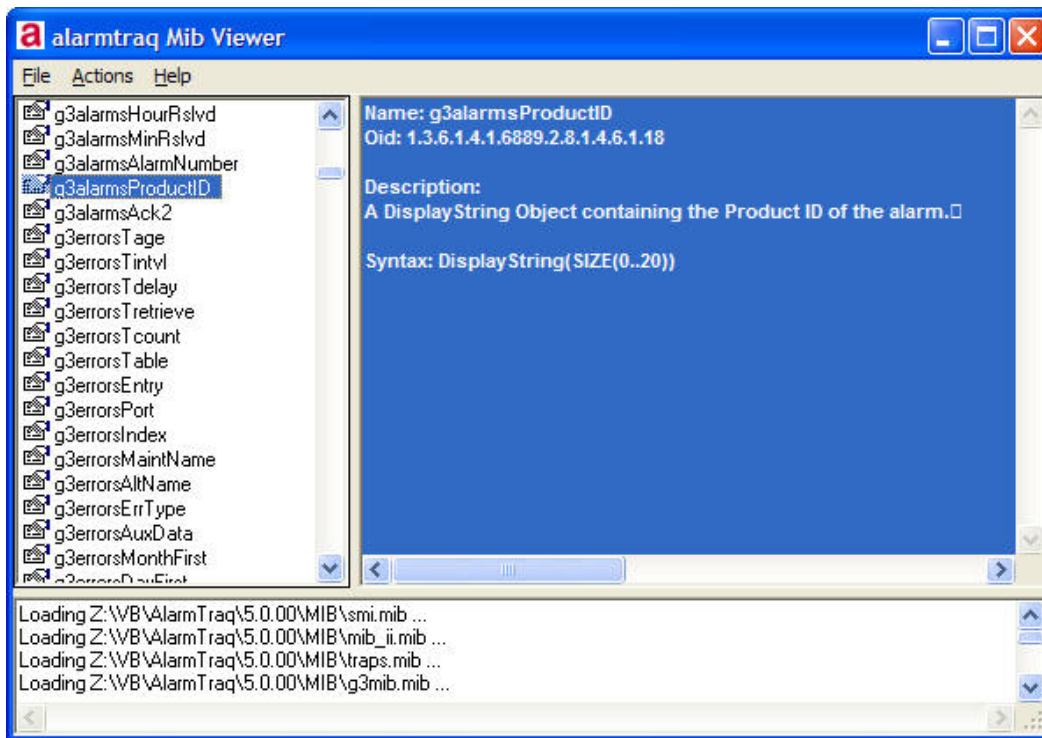 a alarmtraq Mib Viewer
File Actions Help
g3alarmsHourRslvd
g3alarmsMinRslvd
g3alarmsAlarmNumber
g3alarmsProductID
g3alarmsAck2
g3errorsTage
g3errorsTintvl
g3errorsTdelay
g3errorsTretrieve
g3errorsTcount
g3errorsTable
g3errorsEntry
g3errorsPort
g3errorsIndex
g3errorsMaintName
g3errorsAltName
g3errorsErrType
g3errorsAuxData
g3errorsMonthFirst
g3errorsDayFirst
Name: g3alarmsProductID
Oid: 1.3.6.1.4.1.6889.2.8.1.4.6.1.18
Description:
A DisplayString Object containing the Product ID of the alarm.▯
Syntax: DisplayString(SIZE(0..20))
Loading Z:\VB\AlarmTraq\5.0.00\MIB\smi.mib ...
Loading Z:\VB\AlarmTraq\5.0.00\MIB\mib_ii.mib ...
Loading Z:\VB\AlarmTraq\5.0.00\MIB\traps.mib ...
Loading Z:\VB\AlarmTraq\5.0.00\MIB\g3mib.mib ...